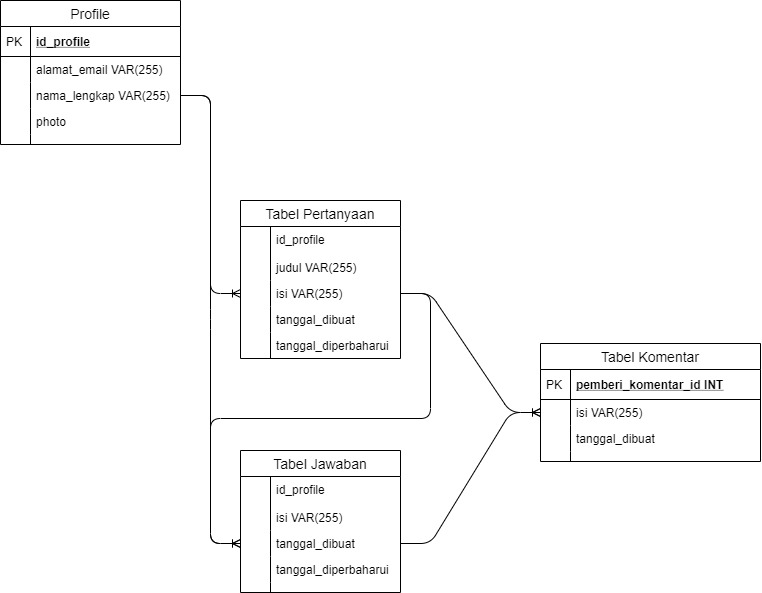 Profile
PK id_profile
alamat_email VAR(255)
nama_lengkap VAR(255)
photo
Tabel Pertanyaan
id_profile
judul VAR(255)
isi VAR(255)
tanggal_dibuat
tanggal_diperbaharui
Tabel Komentar
PK pemberi_komentar_id INT
isi VAR(255)
tanggal_dibuat
Tabel Jawaban
id_profile
isi VAR(255)
tanggal_dibuat
tanggal_diperbaharui